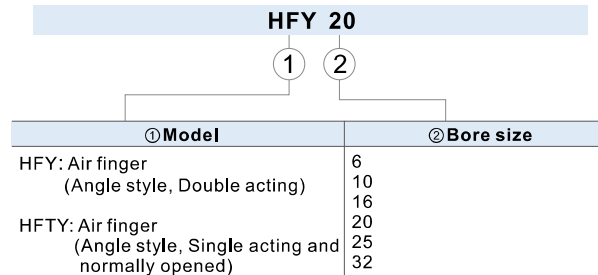 HFY 20
1 2
①Model ②Bore size
HFY: Air finger
(Angle style, Double acting)
HFTY: Air finger
(Angle style, Single acting and
normally opened)
6
10
16
20
25
32